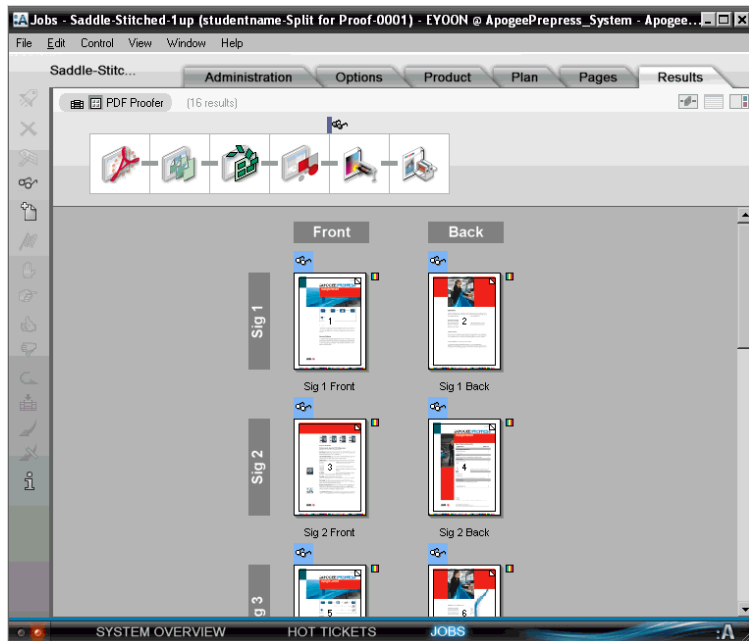 :A Jobs - Saddle-Stitched-1up (studentname-Split for Proof-0001) - EYOON @ ApogeePrepress_System - Apogee...
File Edit Control View Window Help
Saddle-Stitc...
Administration Options Product Plan Pages Results
PDF Proofer (16 results)
Front Back
Sig 1
1
2
Sig 1 Front Sig 1 Back
Sig 2
3
4
Sig 2 Front Sig 2 Back
5
6
SYSTEM OVERVIEW HOT TICKETS JOBS :A